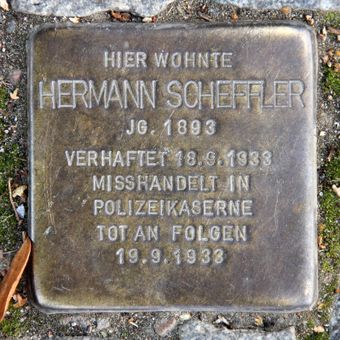 HIER WOHNTE
HERMANN SCHEFFLER
JG. 1893
VERHAFTET 18.9.1933
MISSHANDELT IN
POLIZEIKASERNE
TOT AN FOLGEN
19.9.1933